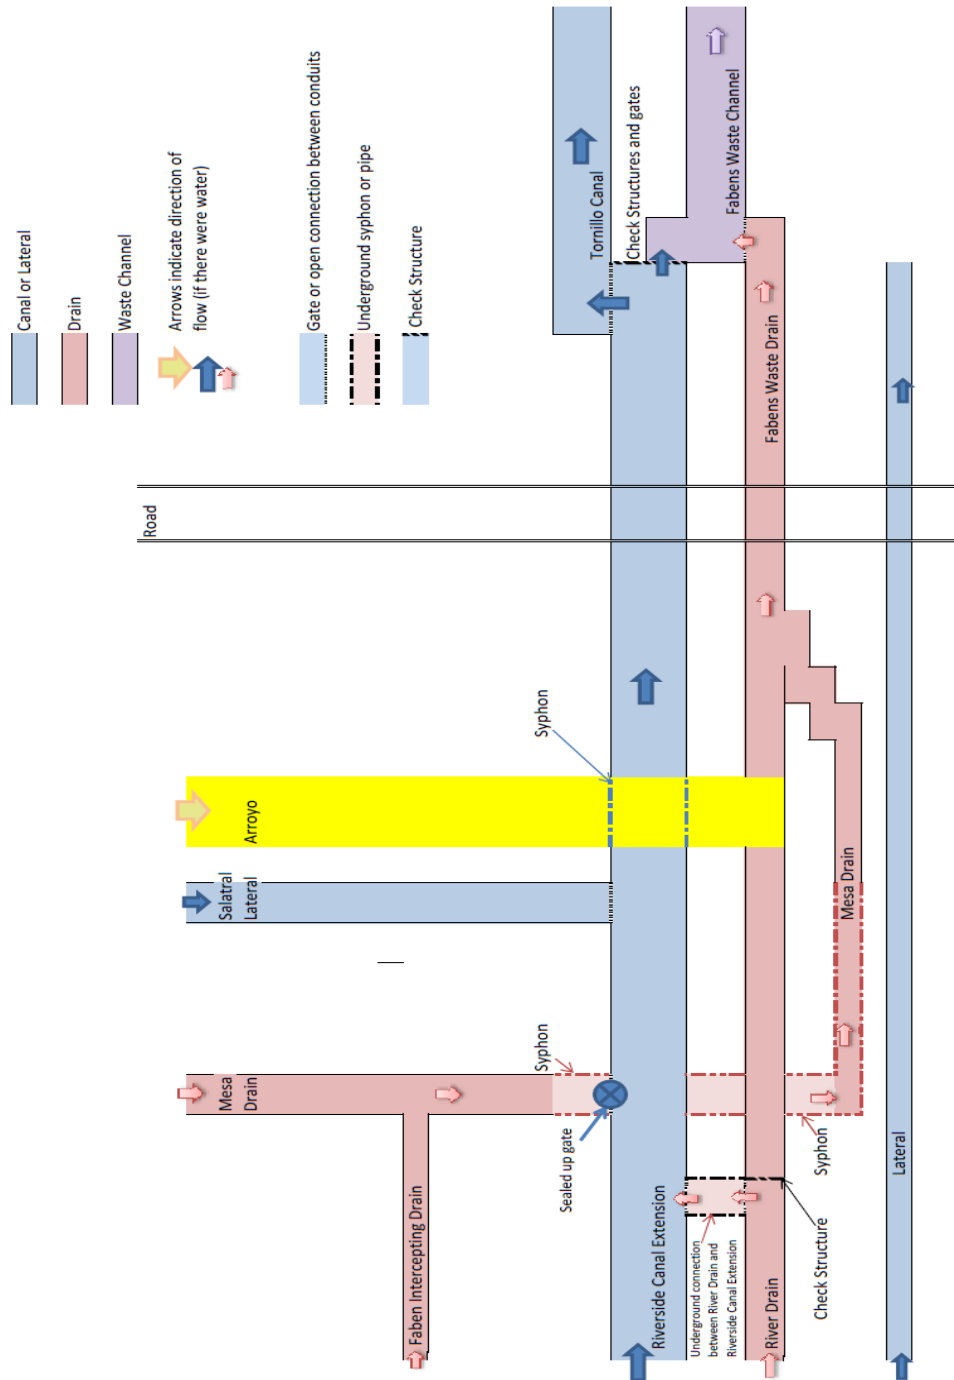 Canal or Lateral
Drain
Waste Channel
Arrows indicate direction of
flow (if there were water)
Gate or open connection between conduits
Underground syphon or pipe
Check Structure
Road
Tornillo Canal
Check Structures and gates
Fabens Waste Channel
Fabens Waste Drain
Syphon
Arroyo
Salatral
Lateral
Mesa Drain
Mesa
Drain
Syphon
Sealed up gate
Syphon
Faben Intercepting Drain
Riverside Canal Extension
Underground connection
between River Drain and
Riverside Canal Extension
River Drain
Check Structure
Lateral